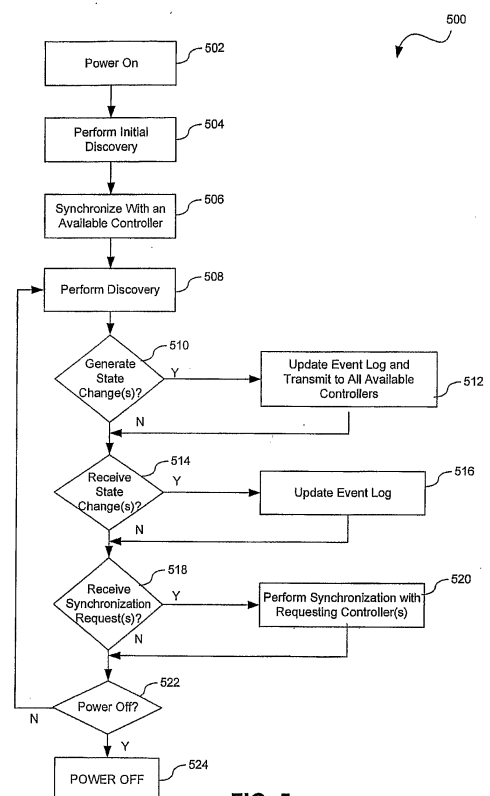 500
502
Power On
504
Perform Initial
Discovery
506
Synchronize With an
Available Controller
508
Perform Discovery
510
Generate
State
Change(s)?
Y
Update Event Log and
Transmit to All Available
Controllers
512
N
514
Receive
State
Change(s)?
Y
516
Update Event Log
N
518
Receive
Synchronization
Request(s)?
Y
520
Perform Synchronization with
Requesting Controller(s)
N
522
Power Off?
N
Y
524
POWER OFF